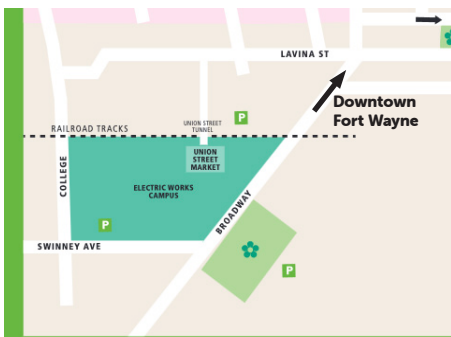 LAVINA ST
Downtown
Fort Wayne
P
UNION STREET
TUNNEL
RAILROAD TRACKS
UNION
STREET
MARKET
COLLEGE
ELECTRIC WORKS
CAMPUS
BROADWAY
P
SWINNEY AVE
P